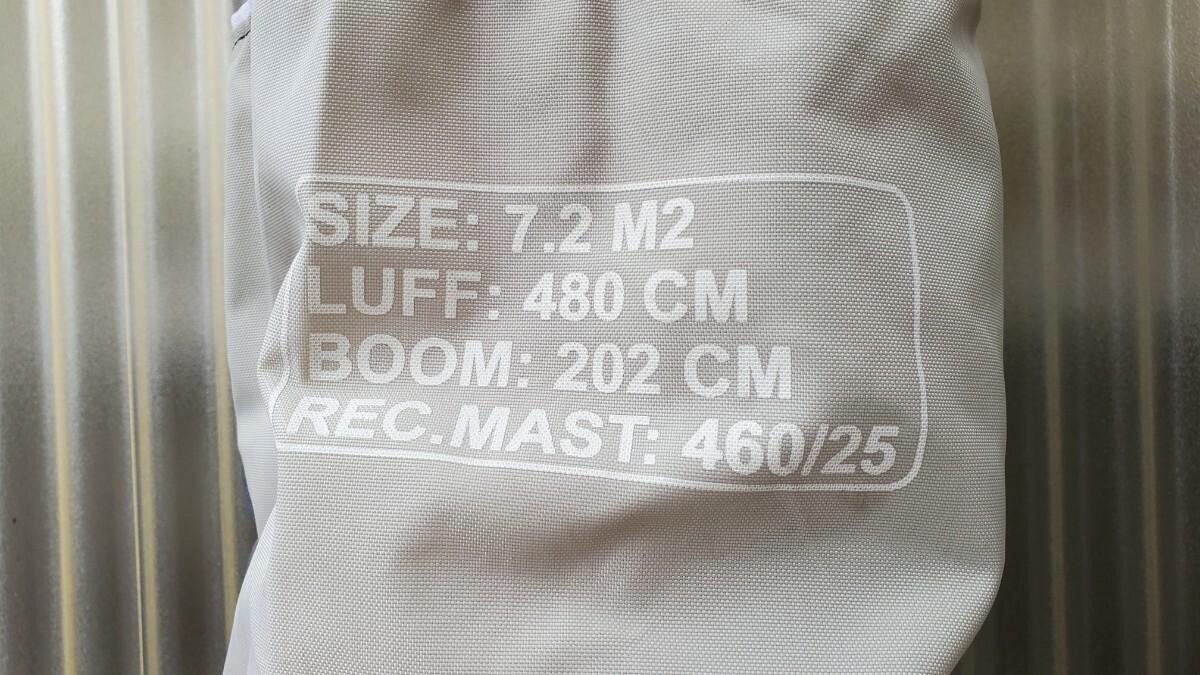 SIZE: 7.2 M2
LUFF: 480 CM
BOOM: 202 CM
REC.MAST: 460/25